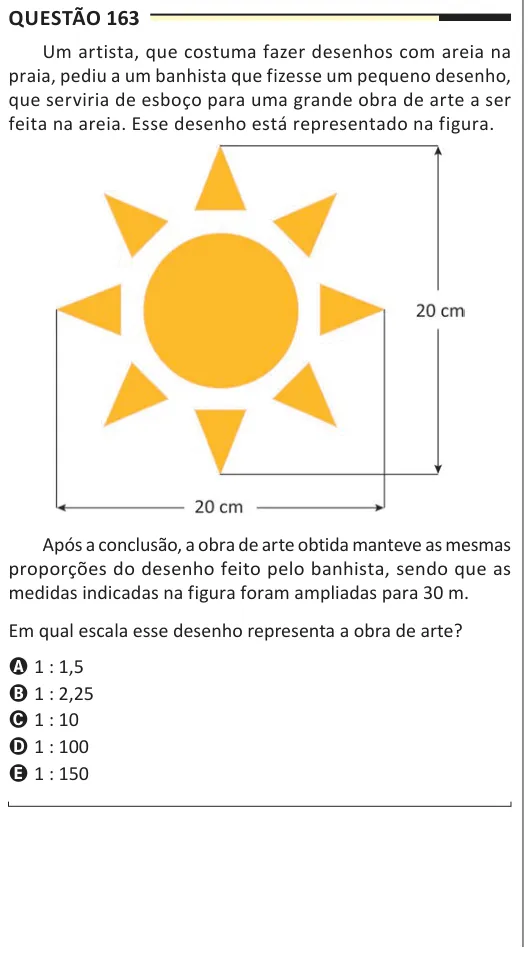 QUESTÃO 163
Um artista, que costuma fazer desenhos com areia na
praia, pediu a um banhista que fizesse um pequeno desenho,
que serviria de esboço para uma grande obra de arte a ser
feita na areia. Esse desenho está representado na figura.
20 cm
20 cm
Após a conclusão, a obra de arte obtida manteve as mesmas
proporções do desenho feito pelo banhista, sendo que as
medidas indicadas na figura foram ampliadas para 30 m.
Em qual escala esse desenho representa a obra de arte?
A 1 : 1,5
B 1 : 2,25
C 1 : 10
D 1 : 100
E 1 : 150